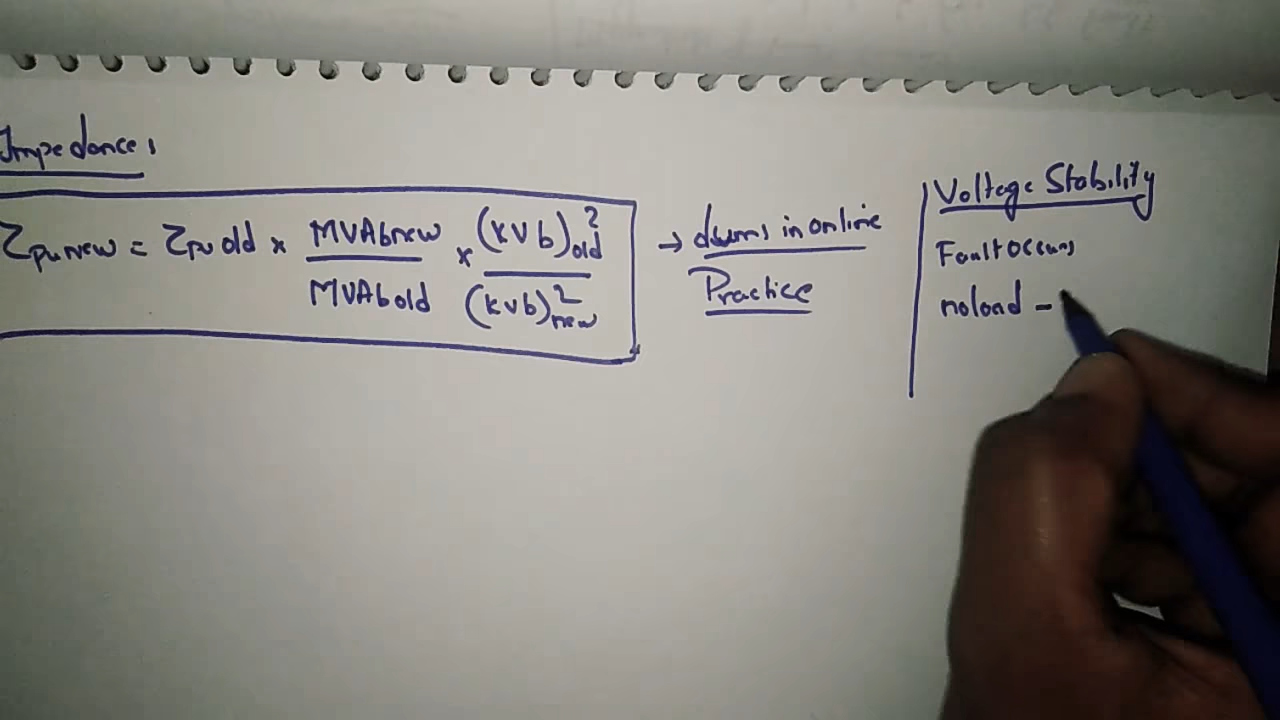 Impedance,
Zpu new = Zpu old × MVAb new / MVAb old × (KVb)²old / (KVb)²new
→ in online
Practice
Voltage Stability
Fault occurs
noload –